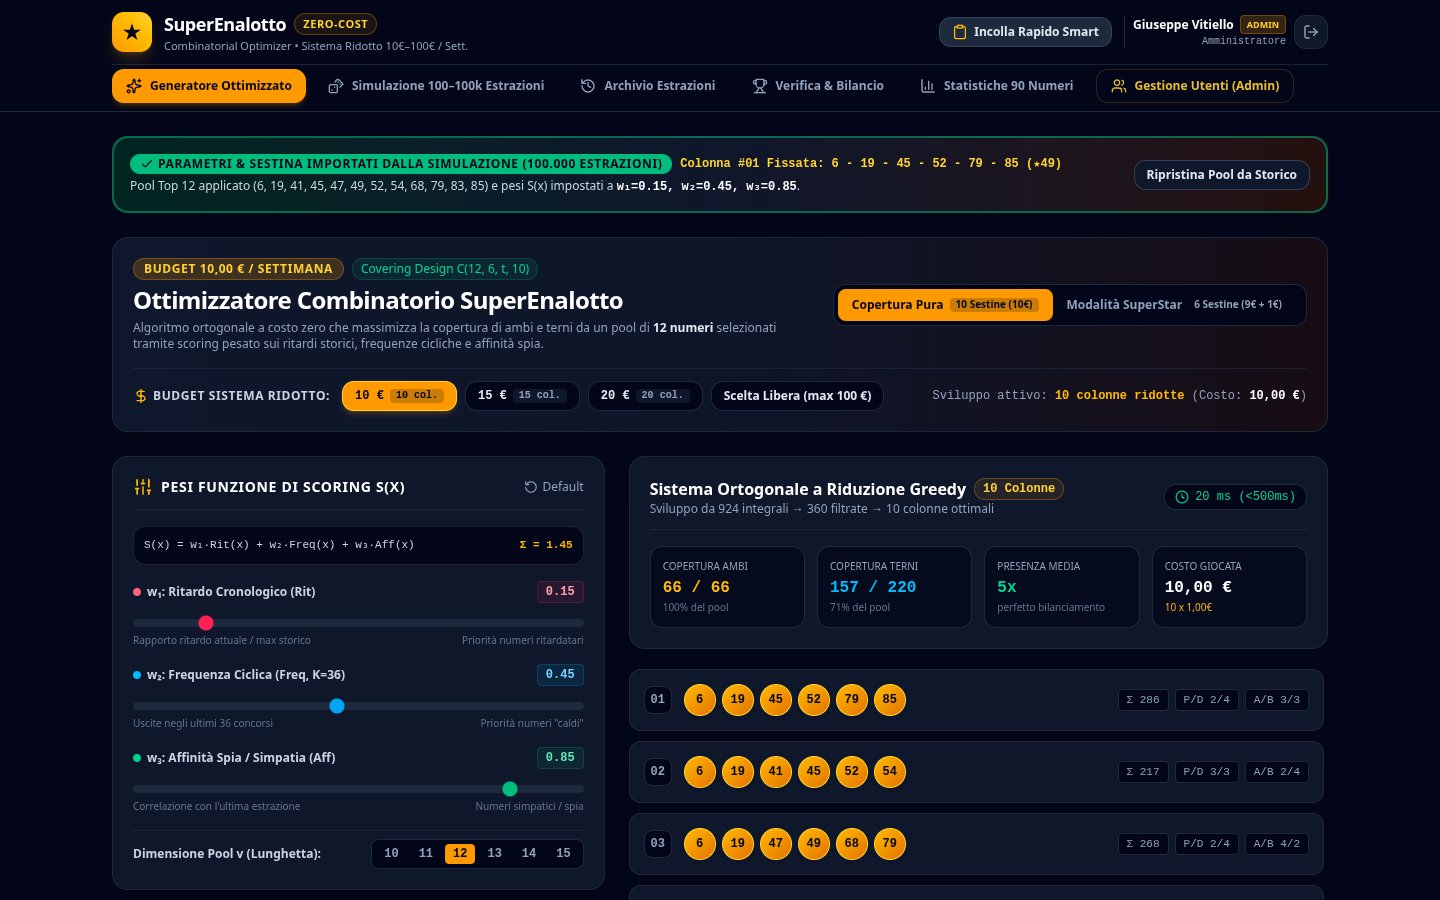 SuperEnalotto ZERO-COST
Combinatorial Optimizer • Sistema Ridotto 10€–100€ / Sett.
Incolla Rapido Smart
Giuseppe Vitiello ADMIN
Amministratore
Generatore Ottimizzato
Simulazione 100–100k Estrazioni
Archivio Estrazioni
Verifica & Bilancio
Statistiche 90 Numeri
Gestione Utenti (Admin)
✓ PARAMETRI & SESTINA IMPORTATI DALLA SIMULAZIONE (100.000 ESTRAZIONI) Colonna #01 Fissata: 6 - 19 - 45 - 52 - 79 - 85 (★49)
Pool Top 12 applicato (6, 19, 41, 45, 47, 49, 52, 54, 68, 79, 83, 85) e pesi S(x) impostati a w₁=0.15, w₂=0.45, w₃=0.85.
Ripristina Pool da Storico
BUDGET 10,00 € / SETTIMANA Covering Design C(12, 6, t, 10)
Ottimizzatore Combinatorio SuperEnalotto
Algoritmo ortogonale a costo zero che massimizza la copertura di ambi e terni da un pool di 12 numeri selezionati
tramite scoring pesato sui ritardi storici, frequenze cicliche e affinità spia.
Copertura Pura 10 Sestine (10€) Modalità SuperStar 6 Sestine (9€ + 1€)
BUDGET SISTEMA RIDOTTO: 10 € 10 col. 15 € 15 col. 20 € 20 col. Scelta Libera (max 100 €)
Sviluppo attivo: 10 colonne ridotte (Costo: 10,00 €)
PESI FUNZIONE DI SCORING S(X) Default
S(x) = w₁·Rit(x) + w₂·Freq(x) + w₃·Aff(x) Σ = 1.45
w₁: Ritardo Cronologico (Rit) 0.15
Rapporto ritardo attuale / max storico Priorità numeri ritardatari
w₂: Frequenza Ciclica (Freq, K=36) 0.45
Uscite negli ultimi 36 concorsi Priorità numeri "caldi"
w₃: Affinità Spia / Simpatia (Aff) 0.85
Correlazione con l'ultima estrazione Numeri simpatici / spia
Dimensione Pool v (Lunghetta): 10 11 12 13 14 15
Sistema Ortogonale a Riduzione Greedy 10 Colonne
Sviluppo da 924 integrali → 360 filtrate → 10 colonne ottimali
20 ms (<500ms)
COPERTURA AMBI
66 / 66
100% del pool
COPERTURA TERNI
157 / 220
71% del pool
PRESENZA MEDIA
5x
perfetto bilanciamento
COSTO GIOCATA
10,00 €
10 x 1,00€
01 6 19 45 52 79 85 Σ 286 P/D 2/4 A/B 3/3
02 6 19 41 45 52 54 Σ 217 P/D 3/3 A/B 2/4
03 6 19 47 49 68 79 Σ 268 P/D 2/4 A/B 4/2